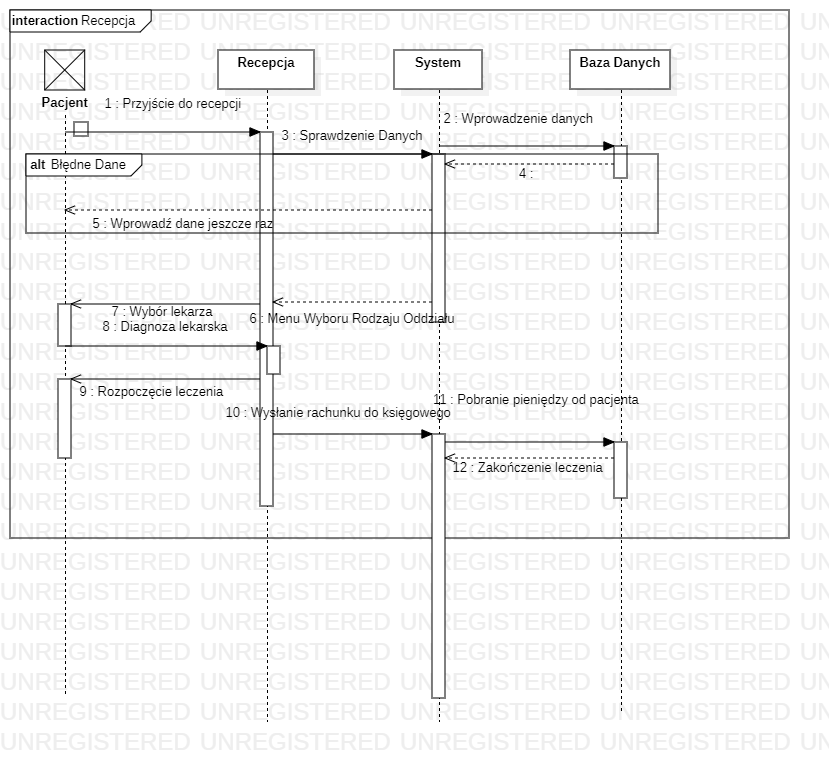 interaction Recepcja
Recepcja
System
Baza Danych
Pacjent
1 : Przyjście do recepcji
2 : Wprowadzenie danych
3 : Sprawdzenie Danych
alt Błedne Dane
4 :
5 : Wprowadź dane jeszcze raz
7 : Wybór lekarza
6 : Menu Wyboru Rodzaju Oddziału
8 : Diagnoza lekarska
9 : Rozpoczęcie leczenia
11 : Pobranie pieniędzy od pacjenta
10 : Wysłanie rachunku do księgowego
12 : Zakończenie leczenia
UNREGISTERED